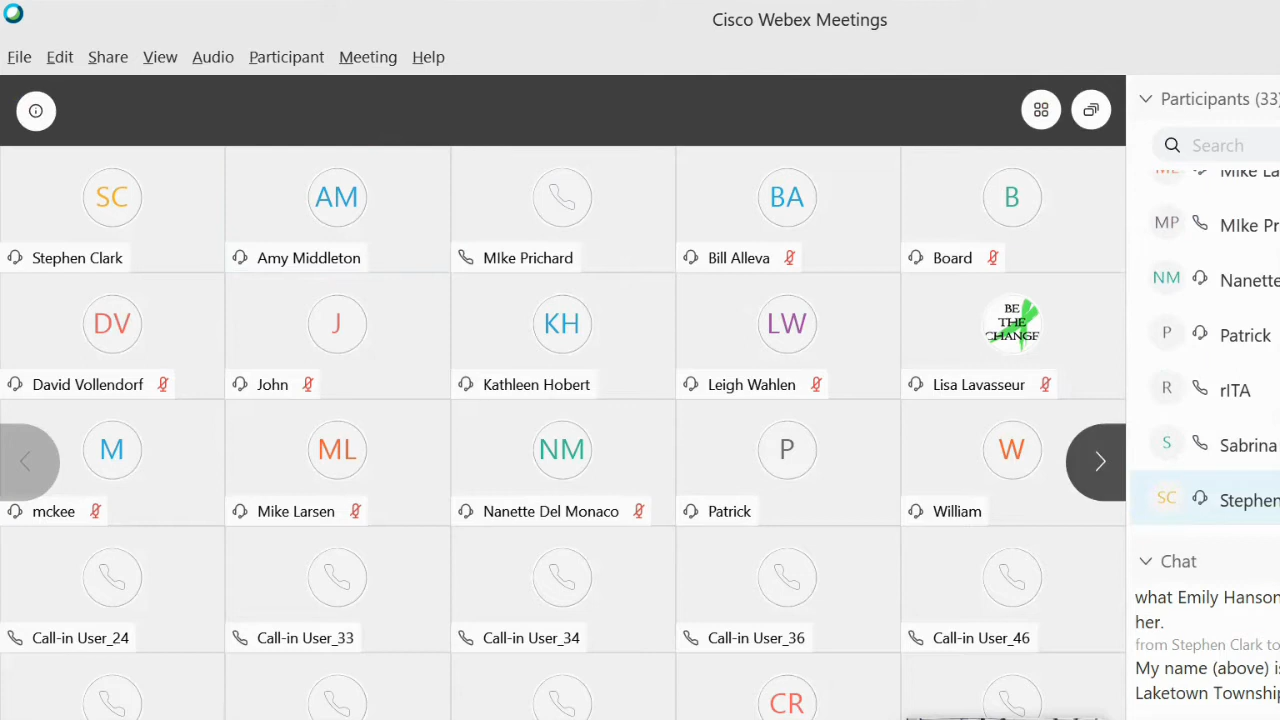 Cisco Webex Meetings
File Edit Share View Audio Participant Meeting Help
Participants (33)
Search
SC AM BA B
Stephen Clark Amy Middleton MIke Prichard Bill Alleva Board
DV J KH LW BE
THE
CHANGE
David Vollendorf John Kathleen Hobert Leigh Wahlen Lisa Lavasseur
M ML NM P W
mckee Mike Larsen Nanette Del Monaco Patrick William
Call-in User_24 Call-in User_33 Call-in User_34 Call-in User_36 Call-in User_46
CR
ML Mike La
MP MIke Pr
NM Nanette
P Patrick
R rITA
S Sabrina
SC Stephen
Chat
what Emily Hanson
her.
from Stephen Clark to
My name (above) is
Laketown Township